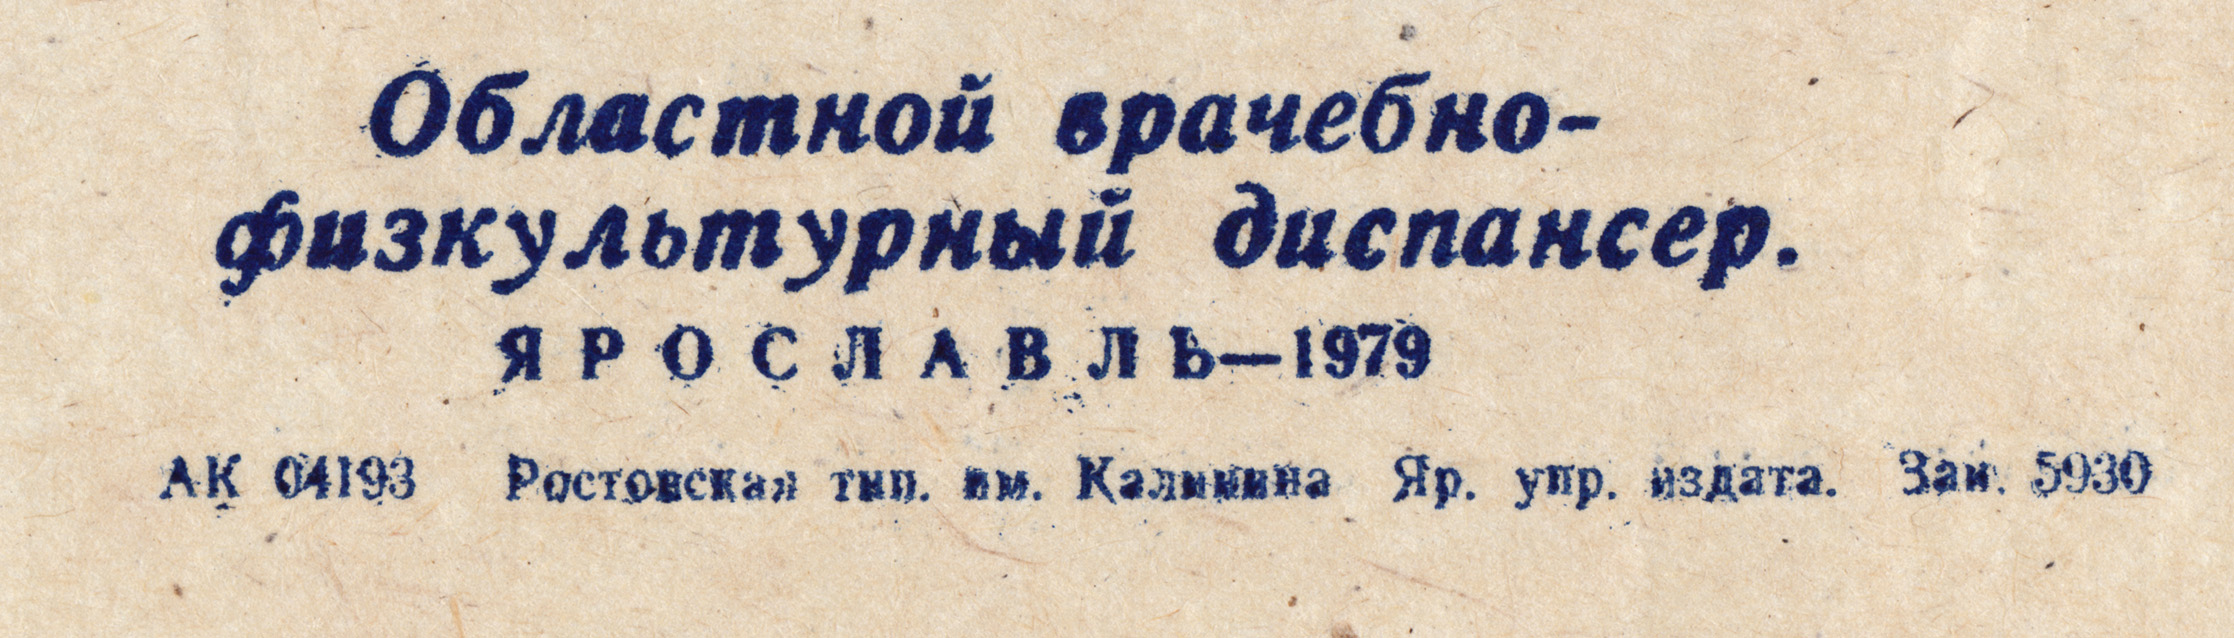 Областной врачебно-
физкультурный диспансер.
ЯРОСЛАВЛЬ—1979
АК 04193 Ростовская тип. им. Калинина Яр. упр. издата. Зак. 5930